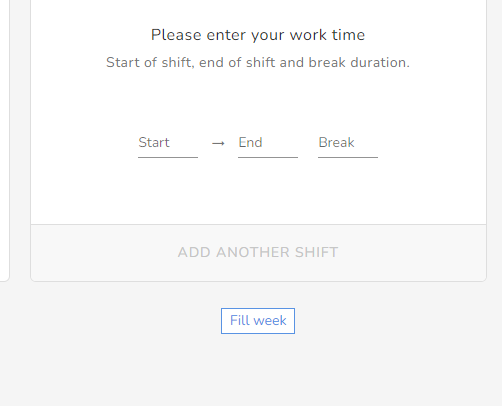 Please enter your work time
Start of shift, end of shift and break duration.
Start → End Break
ADD ANOTHER SHIFT
Fill week